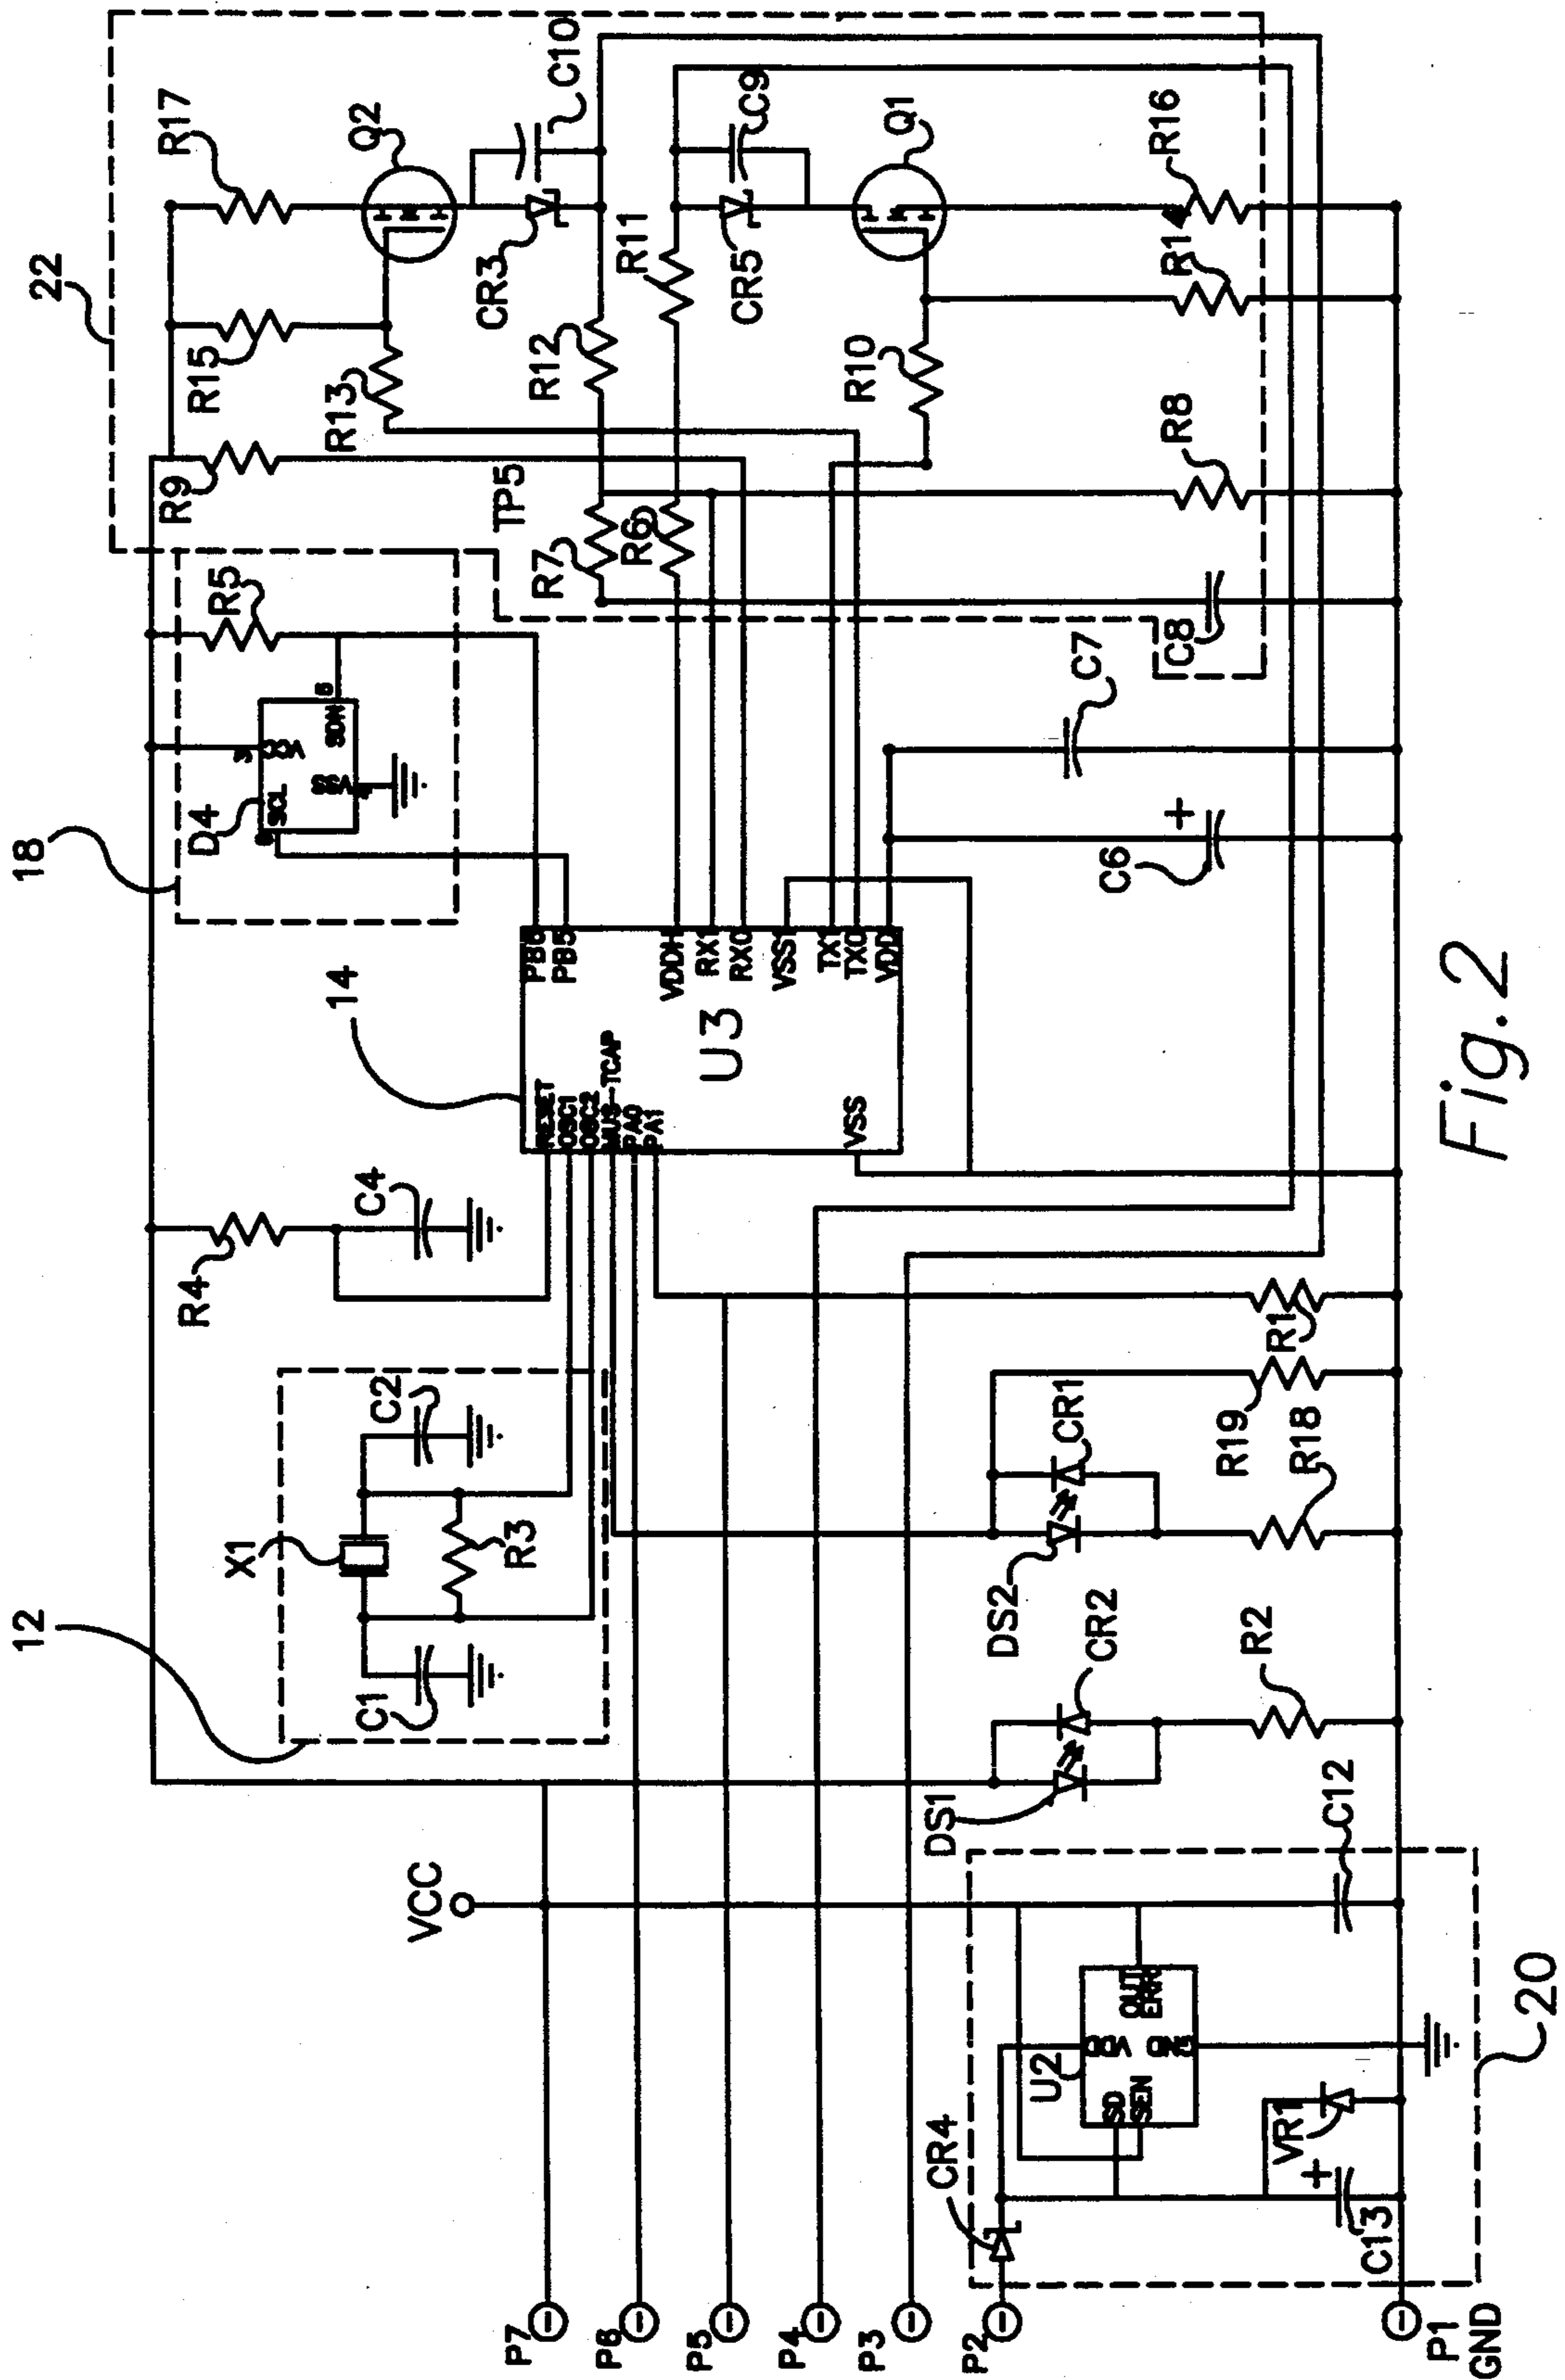 22
R17
Q2
C10
R15
R9
R13
CR3
R12
R11
C9
CR5
Q1
R10
R14
R16
R8
TP5
R7
R6
C8
18
D4
R5
SCL
3
VCC
SDN
VSS
C7
C6
+
14
U3
RESET
OSC1
OSC2
MUS-TCAP
PA0
PA1
VSS
PB6
PB5
VDDH
RX1
RX0
VSS1
TX1
TX0
VDD
R4
C4
12
X1
C1
C2
R3
VCC
DS1
CR2
R2
DS2
CR1
R18
R19
R1
C12
U2
VDD
OUT
ERR
GND
SD
SEN
CR4
VR1
+
C13
20
P7
P6
P5
P4
P3
P2
P1
GND
Fig.2